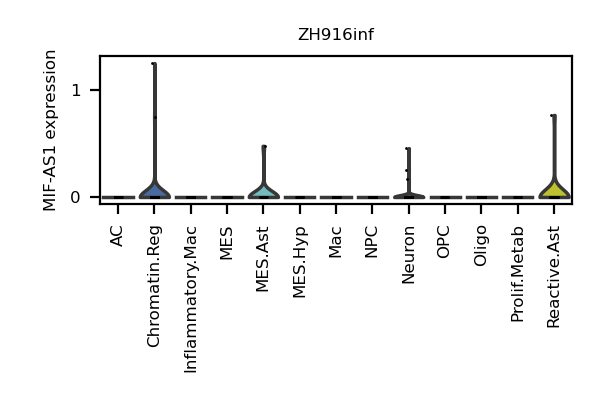 ZH916inf
MIF-AS1 expression
1
0
AC
Chromatin.Reg
Inflammatory.Mac
MES
MES.Ast
MES.Hyp
Mac
NPC
Neuron
OPC
Oligo
Prolif.Metab
Reactive.Ast